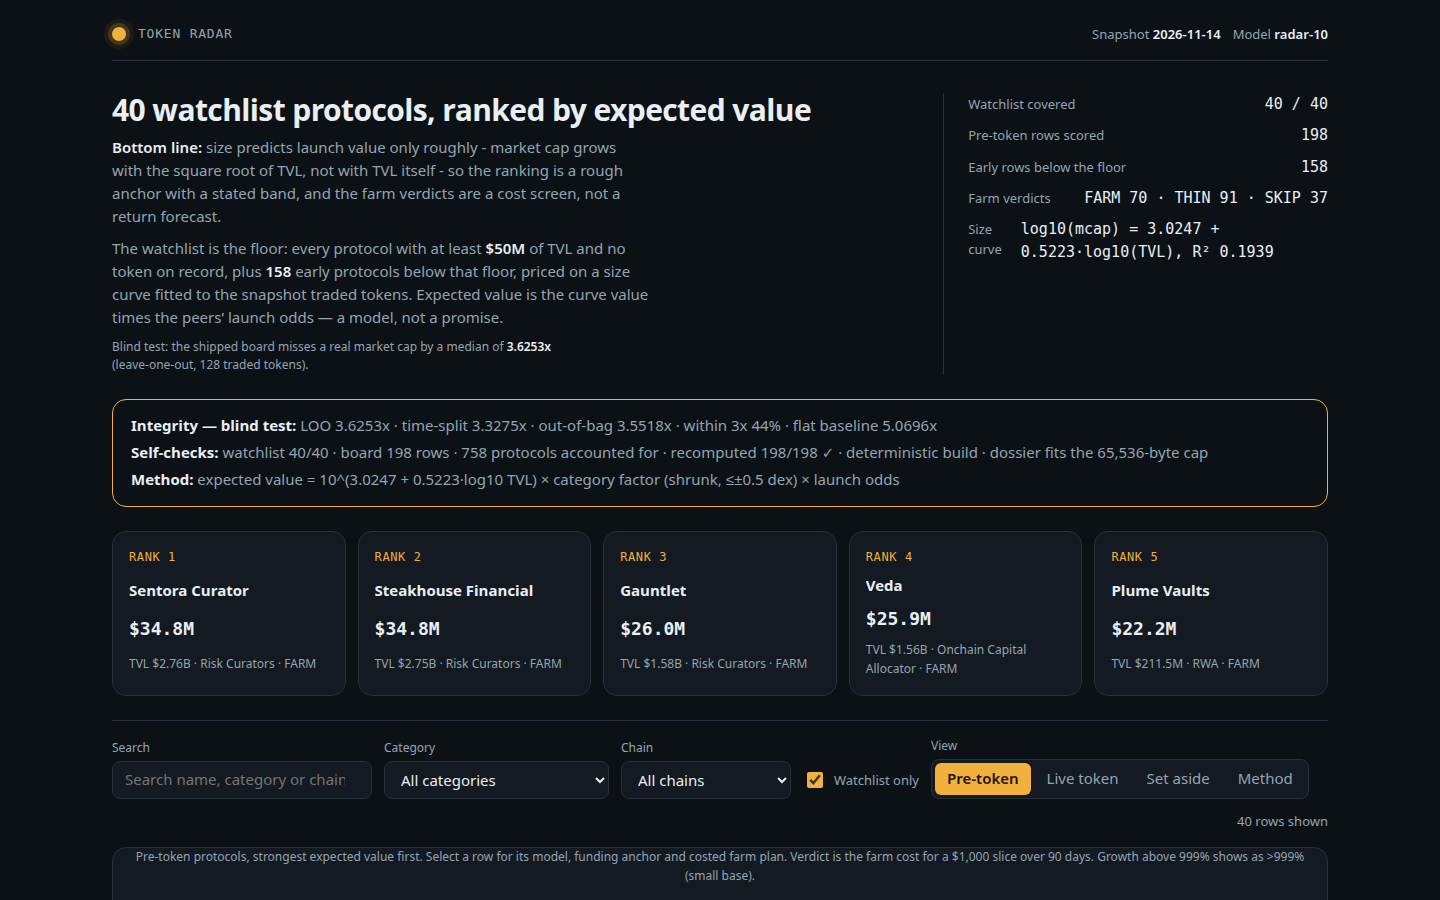 TOKEN RADAR
Snapshot 2026-11-14 Model radar-10
40 watchlist protocols, ranked by expected value
Bottom line: size predicts launch value only roughly - market cap grows
with the square root of TVL, not with TVL itself - so the ranking is a rough
anchor with a stated band, and the farm verdicts are a cost screen, not a
return forecast.
The watchlist is the floor: every protocol with at least $50M of TVL and no
token on record, plus 158 early protocols below that floor, priced on a size
curve fitted to the snapshot traded tokens. Expected value is the curve value
times the peers’ launch odds — a model, not a promise.
Blind test: the shipped board misses a real market cap by a median of 3.6253x
(leave-one-out, 128 traded tokens).
Watchlist covered 40 / 40
Pre-token rows scored 198
Early rows below the floor 158
Farm verdicts FARM 70 · THIN 91 · SKIP 37
Size curve log10(mcap) = 3.0247 +
0.5223·log10(TVL), R² 0.1939
Integrity — blind test: LOO 3.6253x · time-split 3.3275x · out-of-bag 3.5518x · within 3x 44% · flat baseline 5.0696x
Self-checks: watchlist 40/40 · board 198 rows · 758 protocols accounted for · recomputed 198/198 ✓ · deterministic build · dossier fits the 65,536-byte cap
Method: expected value = 10^(3.0247 + 0.5223·log10 TVL) × category factor (shrunk, ≤±0.5 dex) × launch odds
RANK 1
Sentora Curator
$34.8M
TVL $2.76B · Risk Curators · FARM
RANK 2
Steakhouse Financial
$34.8M
TVL $2.75B · Risk Curators · FARM
RANK 3
Gauntlet
$26.0M
TVL $1.58B · Risk Curators · FARM
RANK 4
Veda
$25.9M
TVL $1.56B · Onchain Capital
Allocator · FARM
RANK 5
Plume Vaults
$22.2M
TVL $211.5M · RWA · FARM
Search
Search name, category or chain
Category
All categories
Chain
All chains
Watchlist only
View
Pre-token Live token Set aside Method
40 rows shown
Pre-token protocols, strongest expected value first. Select a row for its model, funding anchor and costed farm plan. Verdict is the farm cost for a $1,000 slice over 90 days. Growth above 999% shows as >999%
(small base).